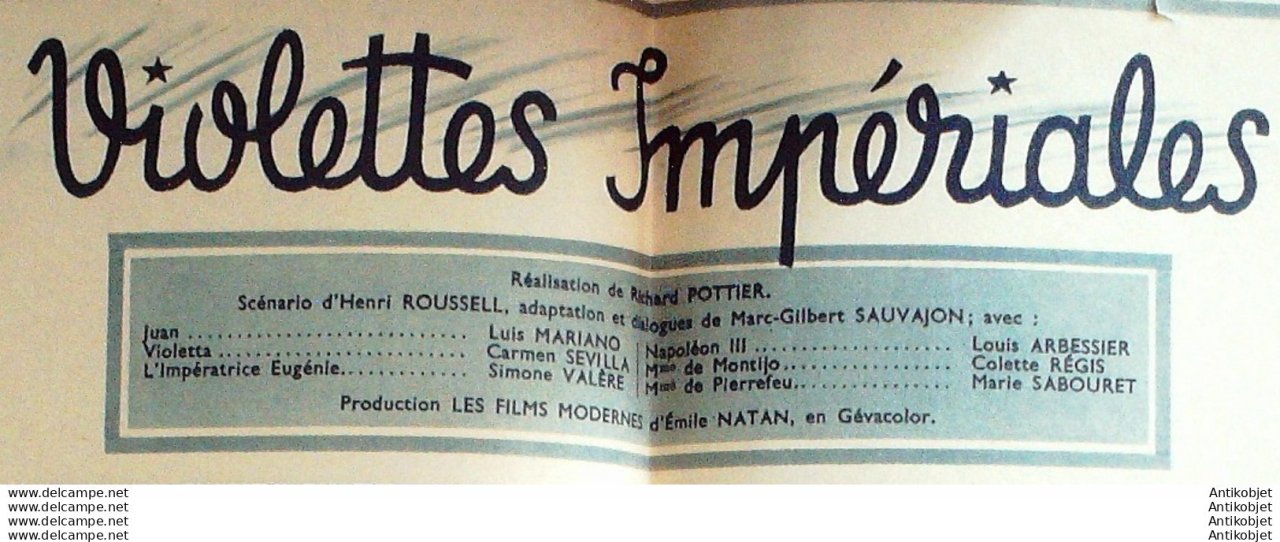 Violettes Impériales
Réalisation de Richard POTTIER.
Scénario d'Henri ROUSSELL, adaptation et dialogues de Marc-Gilbert SAUVAJON; avec :
Juan .............................. Luis MARIANO
Violetta .......................... Carmen SEVILLA
L'Impératrice Eugénie............. Simone VALÈRE
Napoléon III ..................... Louis ARBESSIER
Mme de Montijo.................. Colette RÉGIS
Mme de Pierrefeu................. Marie SABOURET
Production LES FILMS MODERNES d'Émile NATAN, en Gévacolor.
www.delcampe.net
www.delcampe.net
www.delcampe.net
www.delcampe.net
Antikobjet
Antikobjet
Antikobjet
Antikobjet